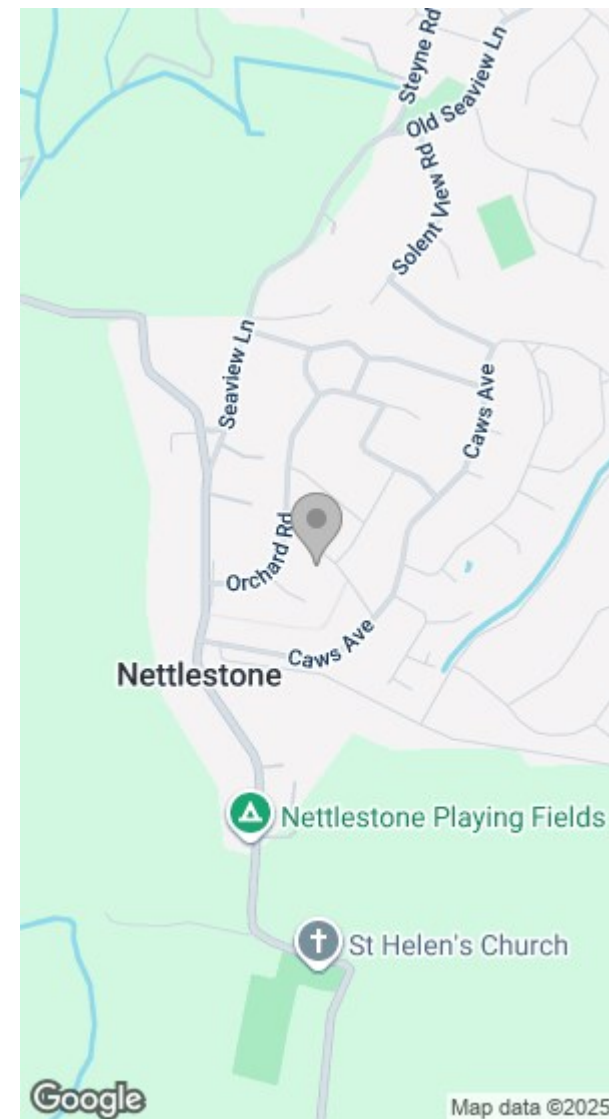 Steyne Rd
Old Seaview Ln
Solent View Rd
Seaview Ln
Caws Ave
Orchard Rd
Caws Ave
Nettlestone
Nettlestone Playing Fields
St Helen's Church
Google
Map data ©2025